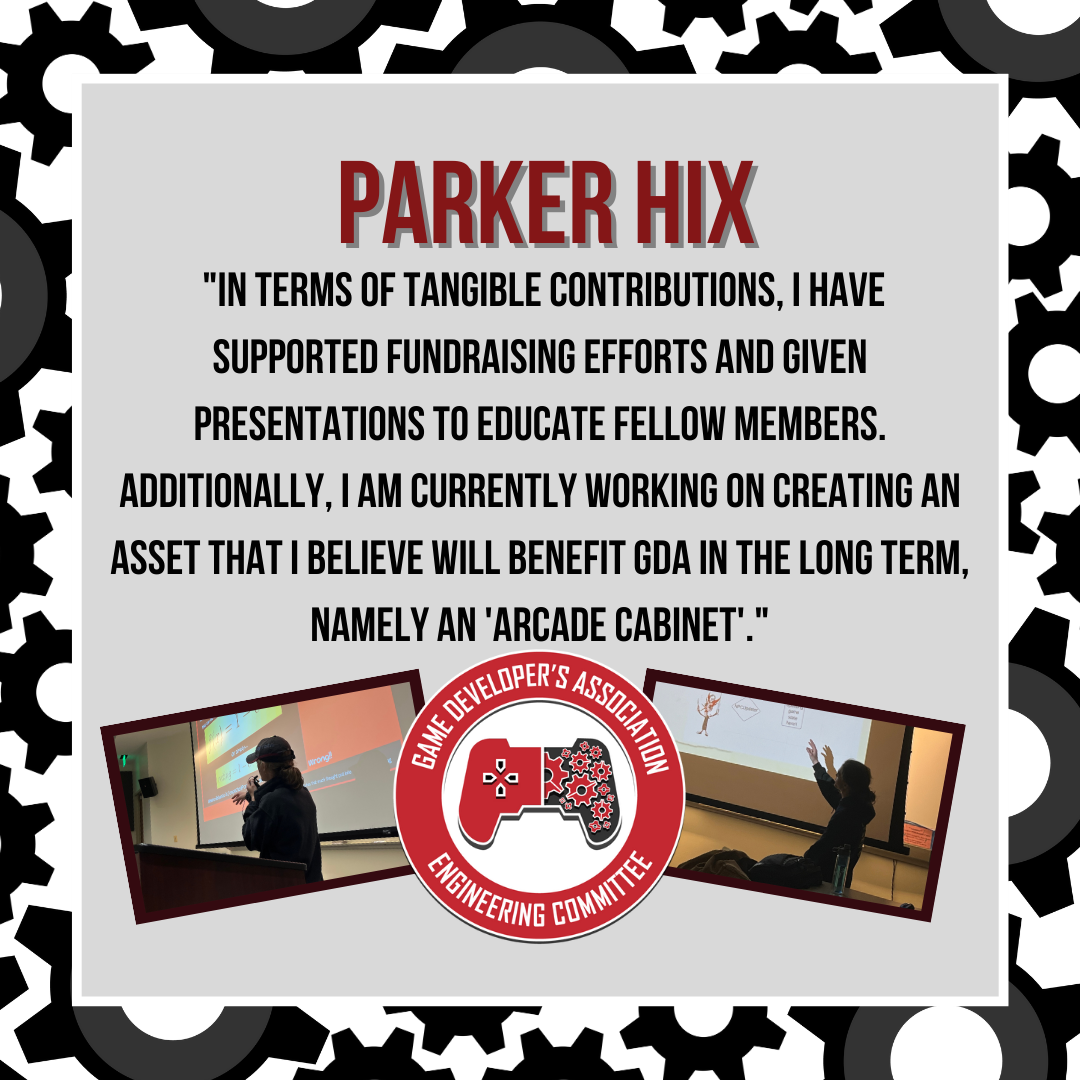 PARKER HIX
"IN TERMS OF TANGIBLE CONTRIBUTIONS, I HAVE
SUPPORTED FUNDRAISING EFFORTS AND GIVEN
PRESENTATIONS TO EDUCATE FELLOW MEMBERS.
ADDITIONALLY, I AM CURRENTLY WORKING ON CREATING AN
ASSET THAT I BELIEVE WILL BENEFIT GDA IN THE LONG TERM,
NAMELY AN 'ARCADE CABINET'."
GAME DEVELOPER'S ASSOCIATION
ENGINEERING COMMITTEE
wrong!!